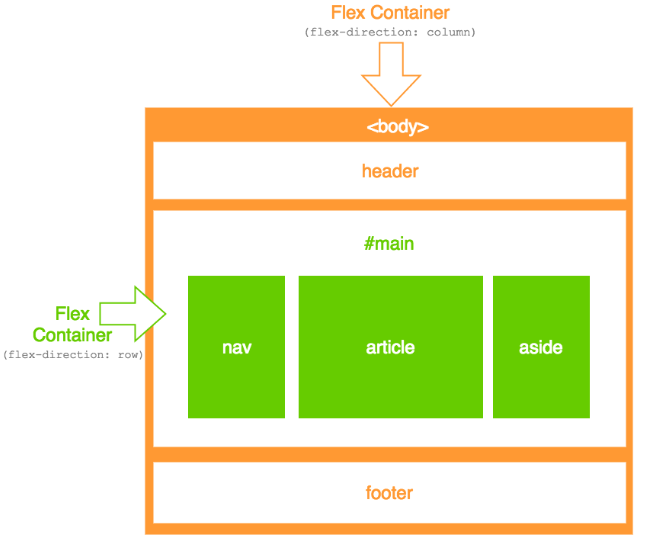 Flex Container
(flex-direction: column)
<body>
header
#main
Flex
Container
(flex-direction: row)
nav
article
aside
footer